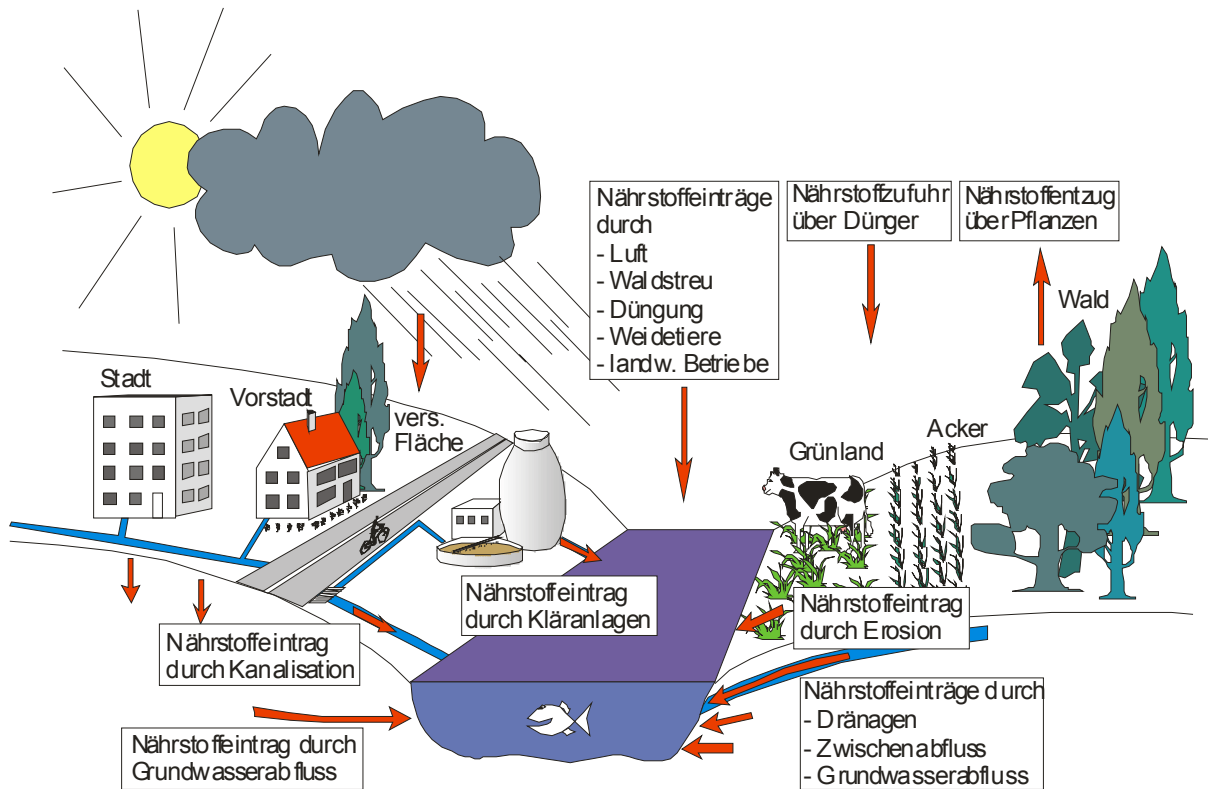 Nährstoffeinträge
durch
- Luft
- Waldstreu
- Düngung
- Weidetiere
- landw. Betriebe
Nährstoffzufuhr
über Dünger
Nährstoffentzug
über Pflanzen
Wald
Stadt
Vorstadt
vers.
Fläche
Grünland
Acker
Nährstoffeintrag
durch Kläranlagen
Nährstoffeintrag
durch Erosion
Nährstoffeintrag
durch Kanalisation
Nährstoffeinträge durch
- Dränagen
- Zwischenabfluss
- Grundwasserabfluss
Nährstoffeintrag durch
Grundwasserabfluss